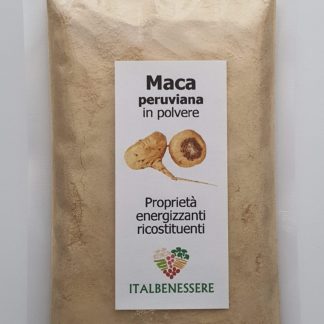 Maca
peruviana
in polvere
Proprietà
energizzanti
ricostituenti
ITALBENESSERE